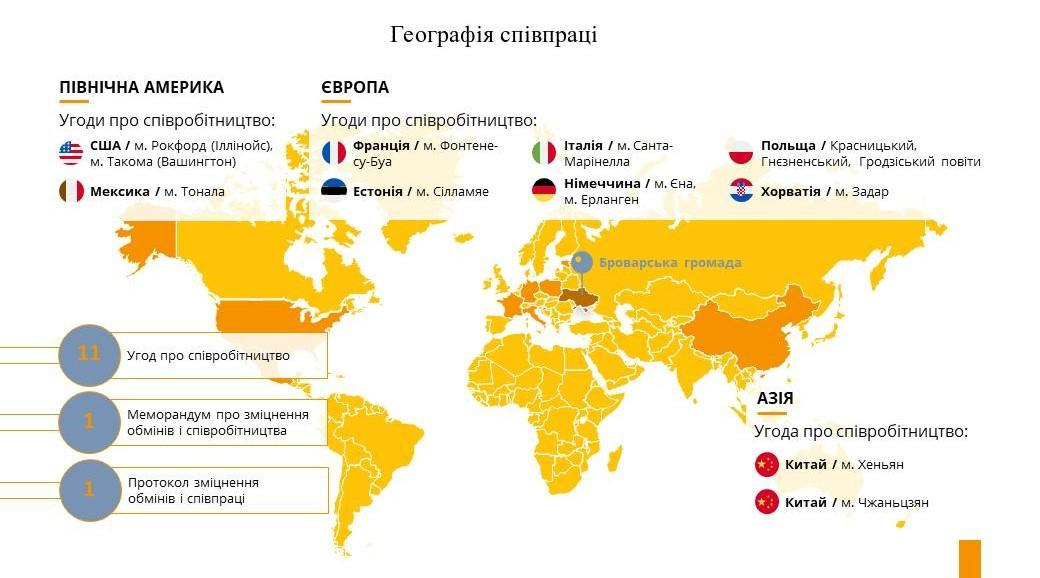 Географія співпраці
ПІВНІЧНА АМЕРИКА
Угоди про співробітництво:
США / м. Рокфорд (Іллінойс),
м. Такома (Вашингтон)
Мексика / м. Тонала
ЄВРОПА
Угоди про співробітництво:
Франція / м. Фонтене-
су-Буа
Естонія / м. Сілламяе
Італія / м. Санта-
Марінелла
Німеччина / м. Єна,
м. Ерланген
Польща / Красницький,
Гнєзненський, Гродзіський повіти
Хорватія / м. Задар
Броварська громада
11
Угод про співробітництво
1
Меморандум про зміцнення
обмінів і співробітництва
1
Протокол зміцнення
обмінів і співпраці
АЗІЯ
Угода про співробітництво:
Китай / м. Хеньян
Китай / м. Чжаньцзян